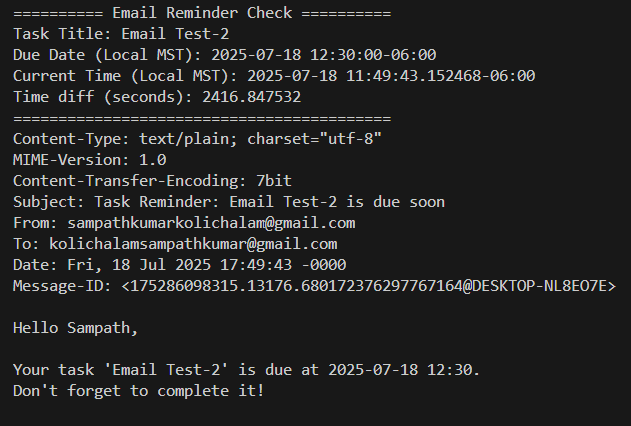 ========== Email Reminder Check ==========
Task Title: Email Test-2
Due Date (Local MST): 2025-07-18 12:30:00-06:00
Current Time (Local MST): 2025-07-18 11:49:43.152468-06:00
Time diff (seconds): 2416.847532
==========================================
Content-Type: text/plain; charset="utf-8"
MIME-Version: 1.0
Content-Transfer-Encoding: 7bit
Subject: Task Reminder: Email Test-2 is due soon
From: sampathkumarkolichalam@gmail.com
To: kolichalamsampathkumar@gmail.com
Date: Fri, 18 Jul 2025 17:49:43 -0000
Message-ID: <175286098315.13176.680172376297767164@DESKTOP-NL8EO7E>

Hello Sampath,

Your task 'Email Test-2' is due at 2025-07-18 12:30.
Don't forget to complete it!